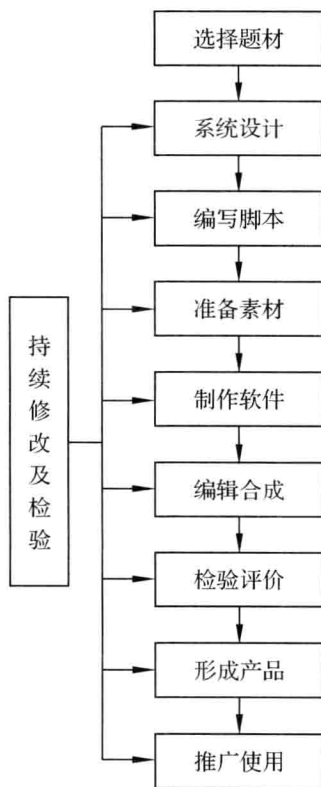 选择题材
系统设计
编写脚本
准备素材
制作软件
编辑合成
检验评价
形成产品
推广使用
持续修改及检验